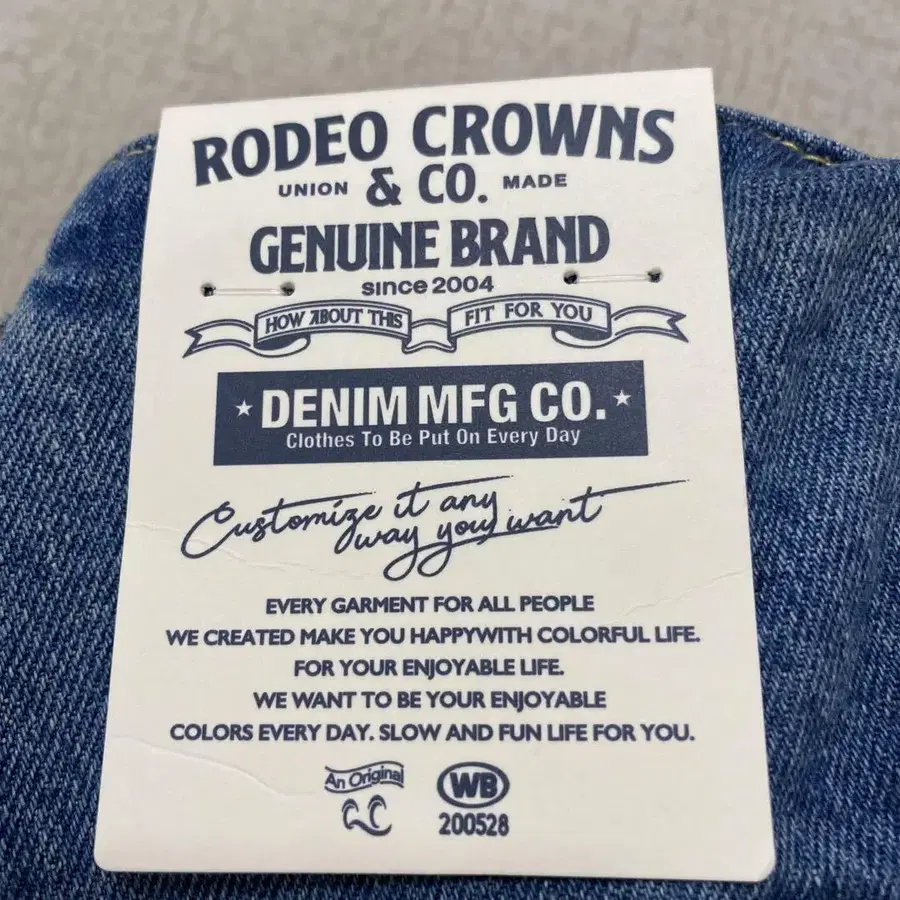 RODEO CROWNS
UNION & CO. MADE
GENUINE BRAND
since 2004
HOW ABOUT THIS FIT FOR YOU
★ DENIM MFG CO. ★
Clothes To Be Put On Every Day
Customize it any
way you want
EVERY GARMENT FOR ALL PEOPLE
WE CREATED MAKE YOU HAPPYWITH COLORFUL LIFE.
FOR YOUR ENJOYABLE LIFE.
WE WANT TO BE YOUR ENJOYABLE
COLORS EVERY DAY. SLOW AND FUN LIFE FOR YOU.
An Original
WB
200528